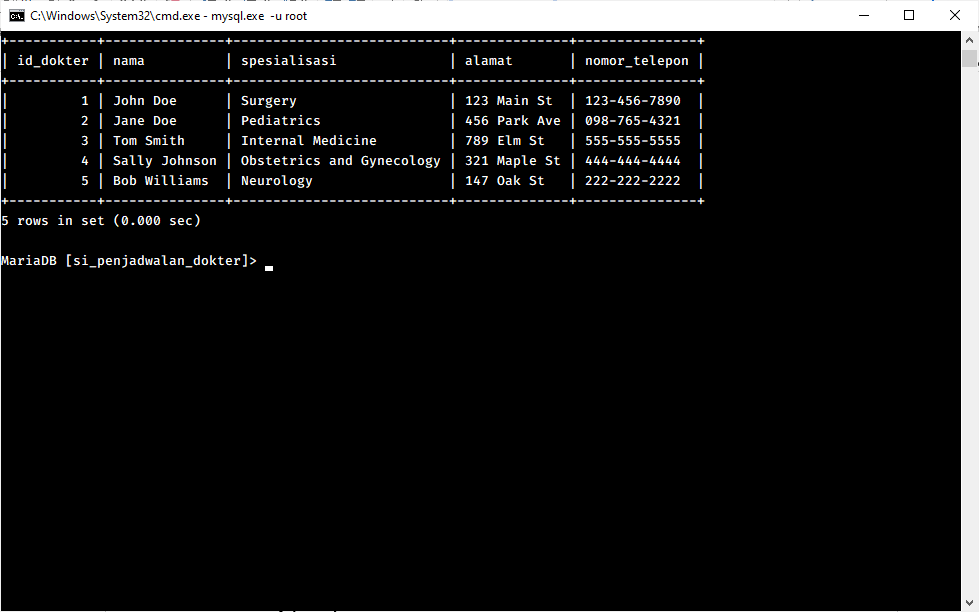 C:\Windows\System32\cmd.exe - mysql.exe -u root
+-----------+---------------+---------------------------+--------------+---------------+
| id_dokter | nama          | spesialisasi              | alamat       | nomor_telepon |
+-----------+---------------+---------------------------+--------------+---------------+
|         1 | John Doe      | Surgery                   | 123 Main St  | 123-456-7890  |
|         2 | Jane Doe      | Pediatrics                | 456 Park Ave | 098-765-4321  |
|         3 | Tom Smith     | Internal Medicine         | 789 Elm St   | 555-555-5555  |
|         4 | Sally Johnson | Obstetrics and Gynecology | 321 Maple St | 444-444-4444  |
|         5 | Bob Williams  | Neurology                 | 147 Oak St   | 222-222-2222  |
+-----------+---------------+---------------------------+--------------+---------------+
5 rows in set (0.000 sec)
MariaDB [si_penjadwalan_dokter]> _